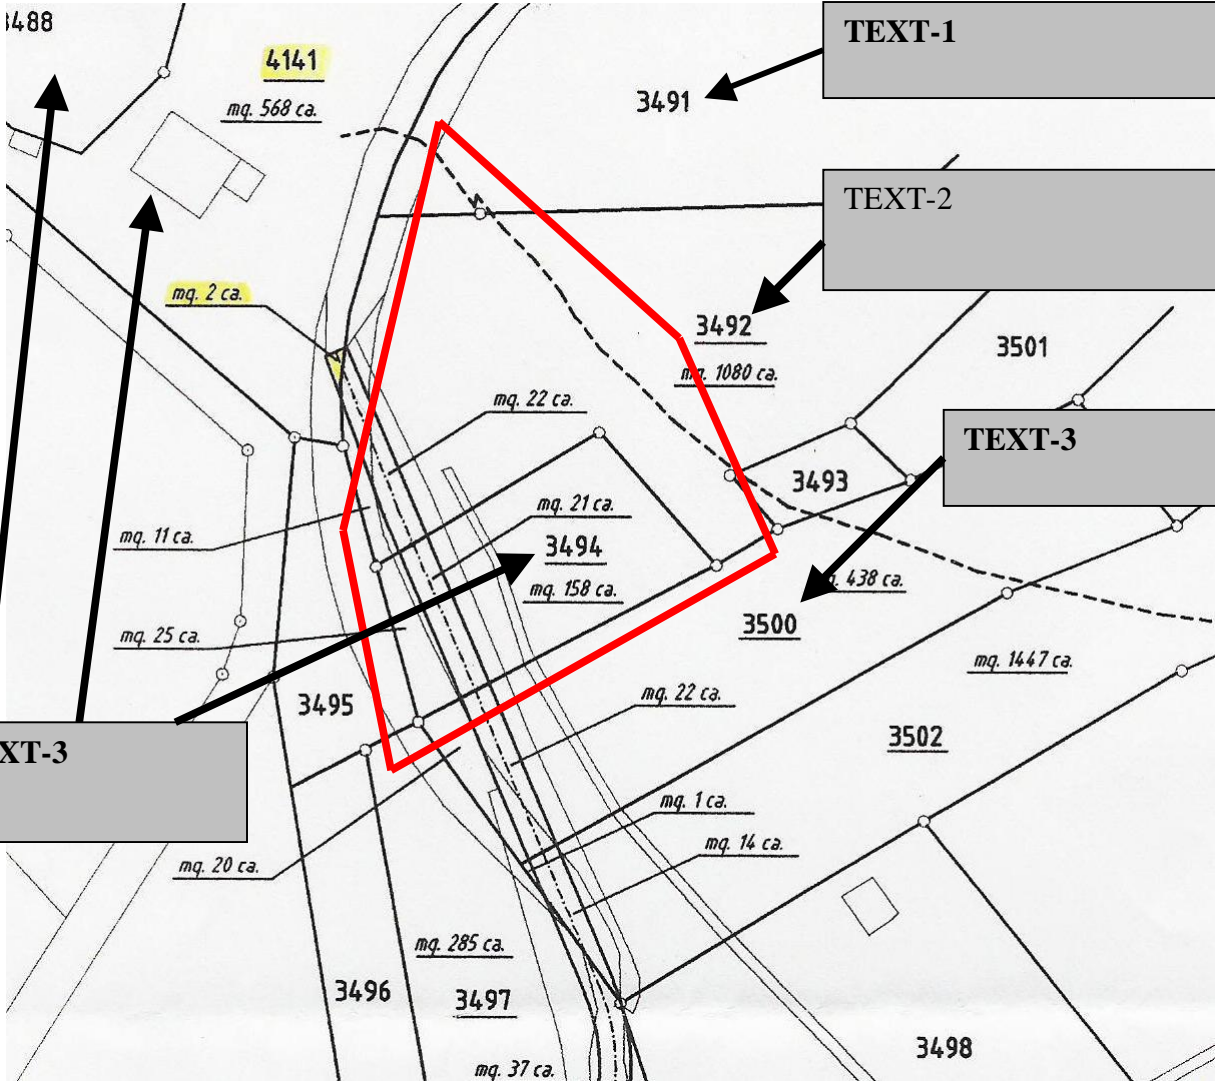 3488
TEXT-1
4141
3491
mq. 568 ca.
TEXT-2
mq. 2 ca.
3492
3501
mq. 1080 ca.
mq. 22 ca.
TEXT-3
3493
mq. 21 ca.
mq. 11 ca.
3494
mq. 158 ca.
438 ca.
3500
mq. 25 ca.
mq. 1447 ca.
mq. 22 ca.
3495
3502
XT-3
mq. 1 ca.
mq. 14 ca.
mq. 20 ca.
mq. 285 ca.
3496
3497
3498
mq. 37 ca.